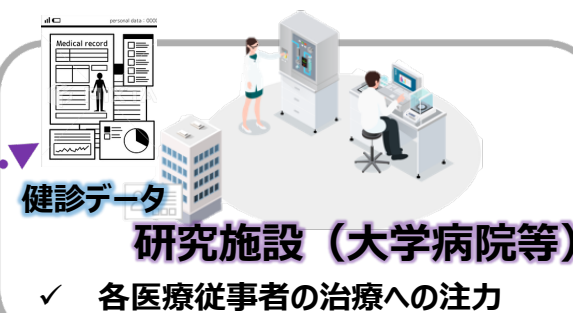 personal data : 000
Medical record
健診データ
研究施設（大学病院等）
✓ 各医療従事者の治療への注力